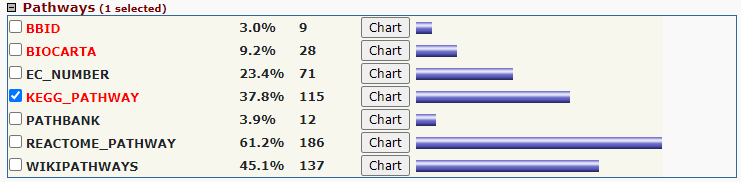 Pathways (1 selected)
BBID 3.0% 9 Chart
BIOCARTA 9.2% 28 Chart
EC_NUMBER 23.4% 71 Chart
KEGG_PATHWAY 37.8% 115 Chart
PATHBANK 3.9% 12 Chart
REACTOME_PATHWAY 61.2% 186 Chart
WIKIPATHWAYS 45.1% 137 Chart